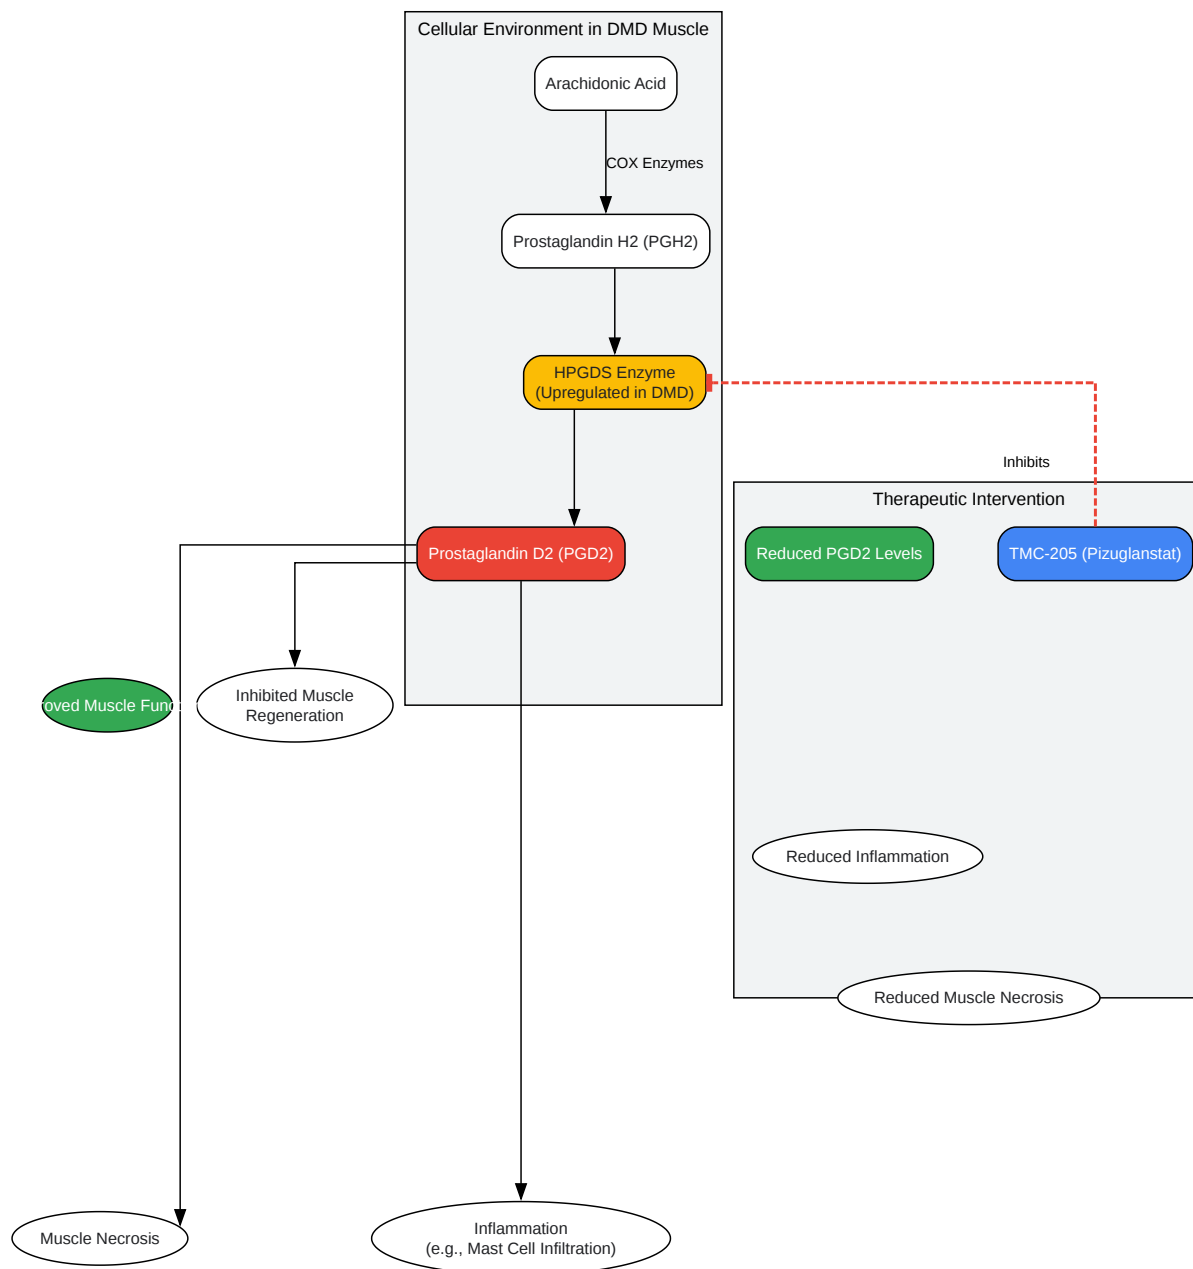 Cellular Environment in DMD Muscle
Arachidonic Acid
COX Enzymes
Prostaglandin H2 (PGH2)
HPGDS Enzyme
(Upregulated in DMD)
Inhibits
Therapeutic Intervention
Prostaglandin D2 (PGD2)
Reduced PGD2 Levels
TMC-205 (Pizuglanstat)
Muscle
Inhibited Muscle
Regeneration
Reduced Inflammation
Reduced Muscle Necrosis
Muscle Necrosis
Inflammation
(e.g., Mast Cell Infiltration)